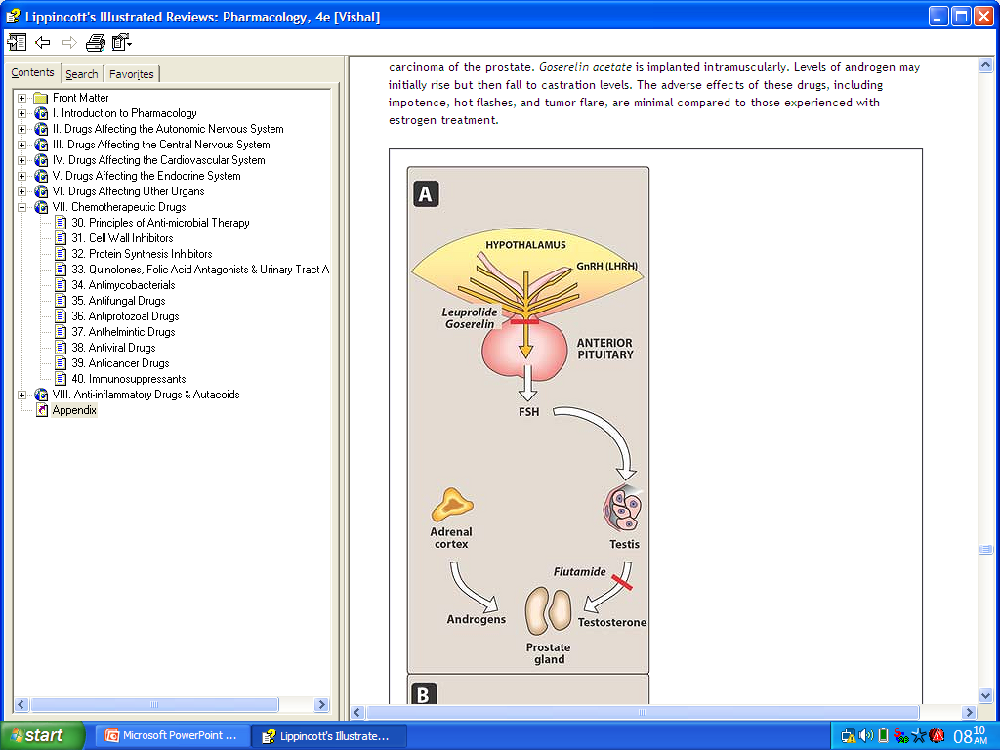 Lippincott's Illustrated Reviews: Pharmacology, 4e [Vishal]
Contents
Search
Favorites
Front Matter
I. Introduction to Pharmacology
II. Drugs Affecting the Autonomic Nervous System
III. Drugs Affecting the Central Nervous System
IV. Drugs Affecting the Cardiovascular System
V. Drugs Affecting the Endocrine System
VI. Drugs Affecting Other Organs
VII. Chemotherapeutic Drugs
30. Principles of Anti-microbial Therapy
31. Cell Wall Inhibitors
32. Protein Synthesis Inhibitors
33. Quinolones, Folic Acid Antagonists & Urinary Tract A
34. Antimycobacterials
35. Antifungal Drugs
36. Antiprotozoal Drugs
37. Anthelmintic Drugs
38. Antiviral Drugs
39. Anticancer Drugs
40. Immunosuppressants
VIII. Anti-inflammatory Drugs & Autacoids
Appendix
carcinoma of the prostate. Goserelin acetate is implanted intramuscularly. Levels of androgen may
initially rise but then fall to castration levels. The adverse effects of these drugs, including
impotence, hot flashes, and tumor flare, are minimal compared to those experienced with
estrogen treatment.
A
HYPOTHALAMUS
GnRH (LHRH)
Leuprolide
Goserelin
ANTERIOR
PITUITARY
FSH
Adrenal
cortex
Testis
Flutamide
Androgens
Testosterone
Prostate
gland
B
start
Microsoft PowerPoint ...
Lippincott's Illustrate...
08 10 AM